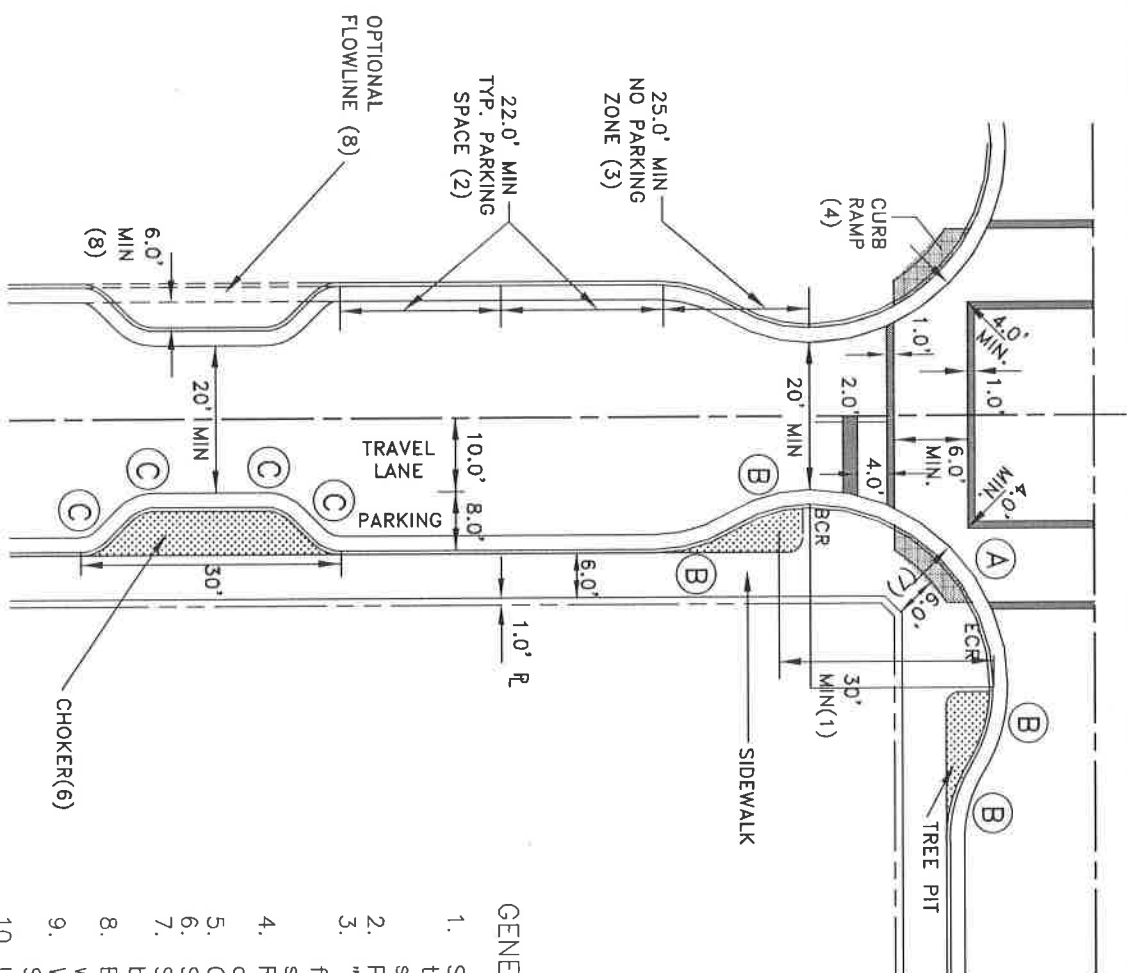 OPTIONAL
FLOWLINE (8)
22.0' MIN
TYP. PARKING
SPACE (2)
25.0' MIN
NO PARKING
ZONE (3)
CURB
RAMP
(4)
6.0'
MIN
(8)
1.0'
4.0'
MIN.
1.0'
20' MIN
20' MIN
2.0'
4.0'
6.0'
MIN.
4.0'
MIN.
TRAVEL
LANE
10.0'
PARKING
8.0'
C
C
C
C
B
B
BCR
A
6.0'
(7)
ECR
30'
6.0'
1.0' PL
30'
MIN(1)
SIDEWALK
B
B
TREE PIT
CHOKER(6)
GENE
1. S
2. F
3. "
4. F
5. C
6. S
7. S
8. E
9. V
10.